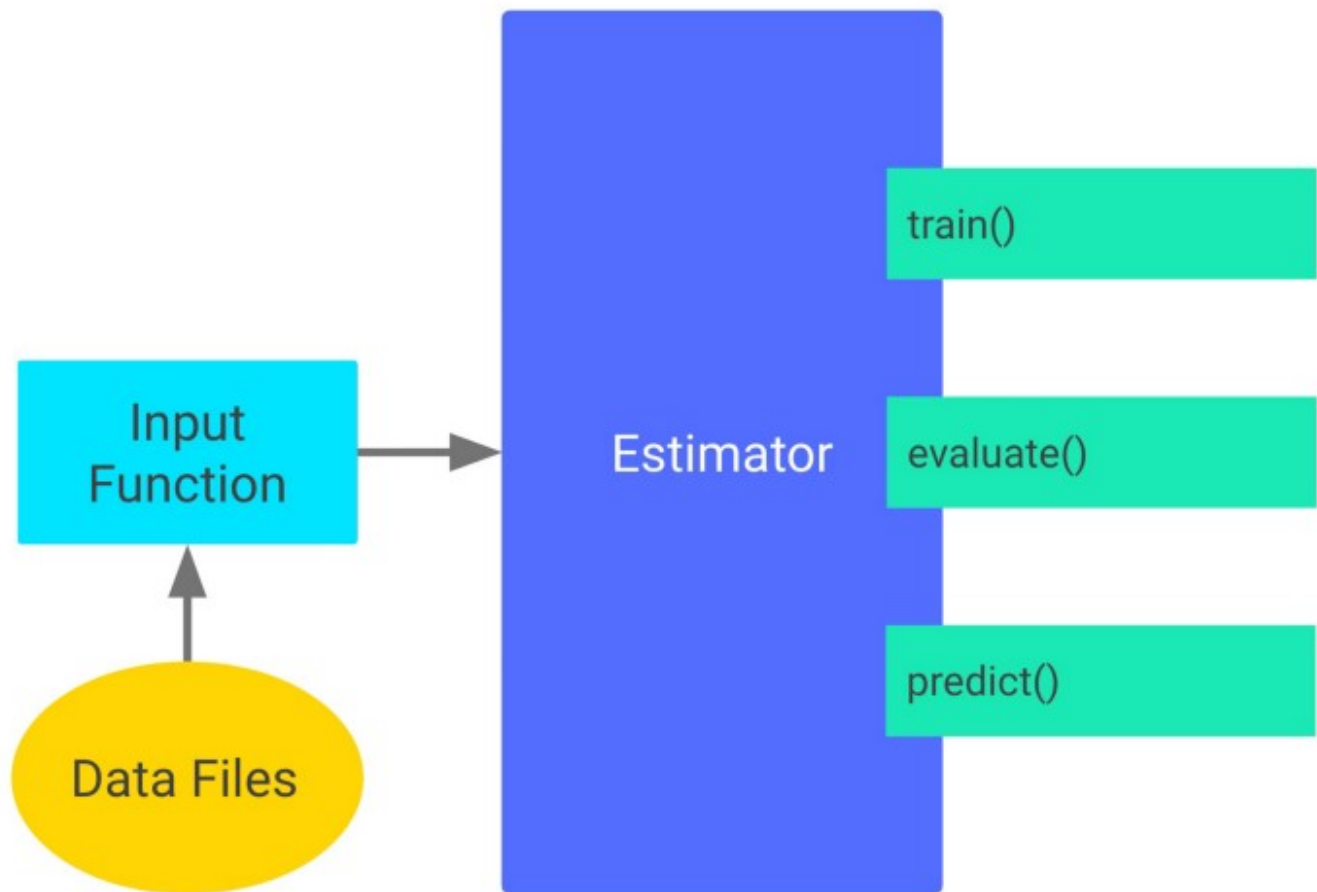 train()
Input
Function
Estimator
evaluate()
predict()
Data Files